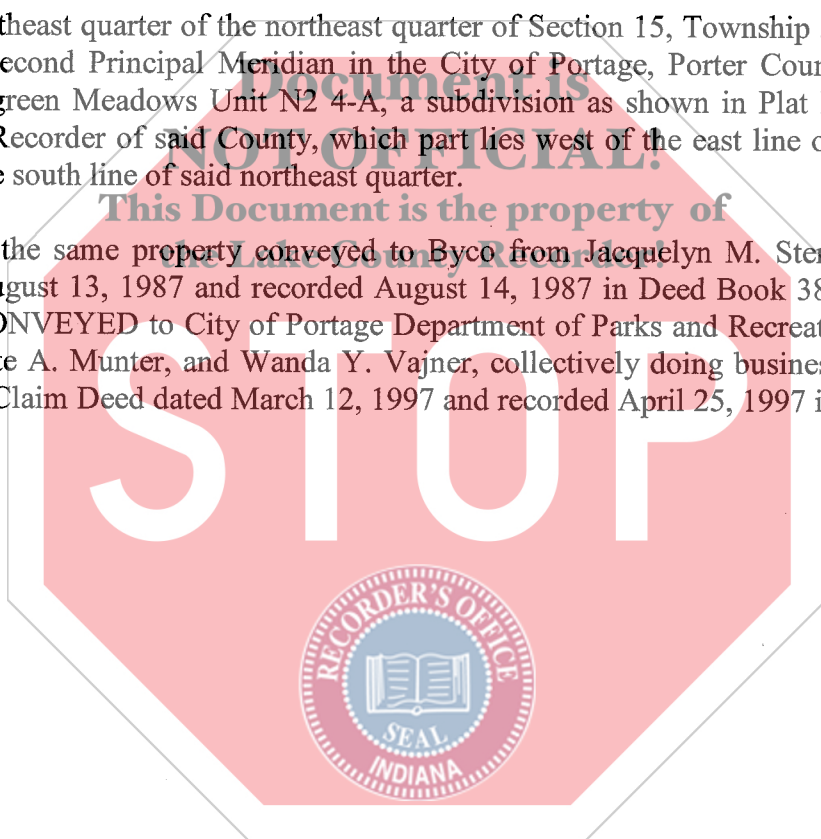 theast quarter of the northeast quarter of Section 15, Township
econd Principal Meridian in the City of Portage, Porter Coun
Document is
green Meadows Unit N2 4-A, a subdivision as shown in Plat
Recorder of said County, which part lies west of the east line o
NOT OFFICIAL!
e south line of said northeast quarter.
This Document is the property of
the same property conveyed to Byco from Jacquelyn M. Ster
the Lake County Recorder!
gust 13, 1987 and recorded August 14, 1987 in Deed Book 38
ONVEYED to City of Portage Department of Parks and Recreat
te A. Munter, and Wanda Y. Vajner, collectively doing busines
Claim Deed dated March 12, 1997 and recorded April 25, 1997 i
STOP
RECORDER'S OFFICE
SEAL
INDIANA